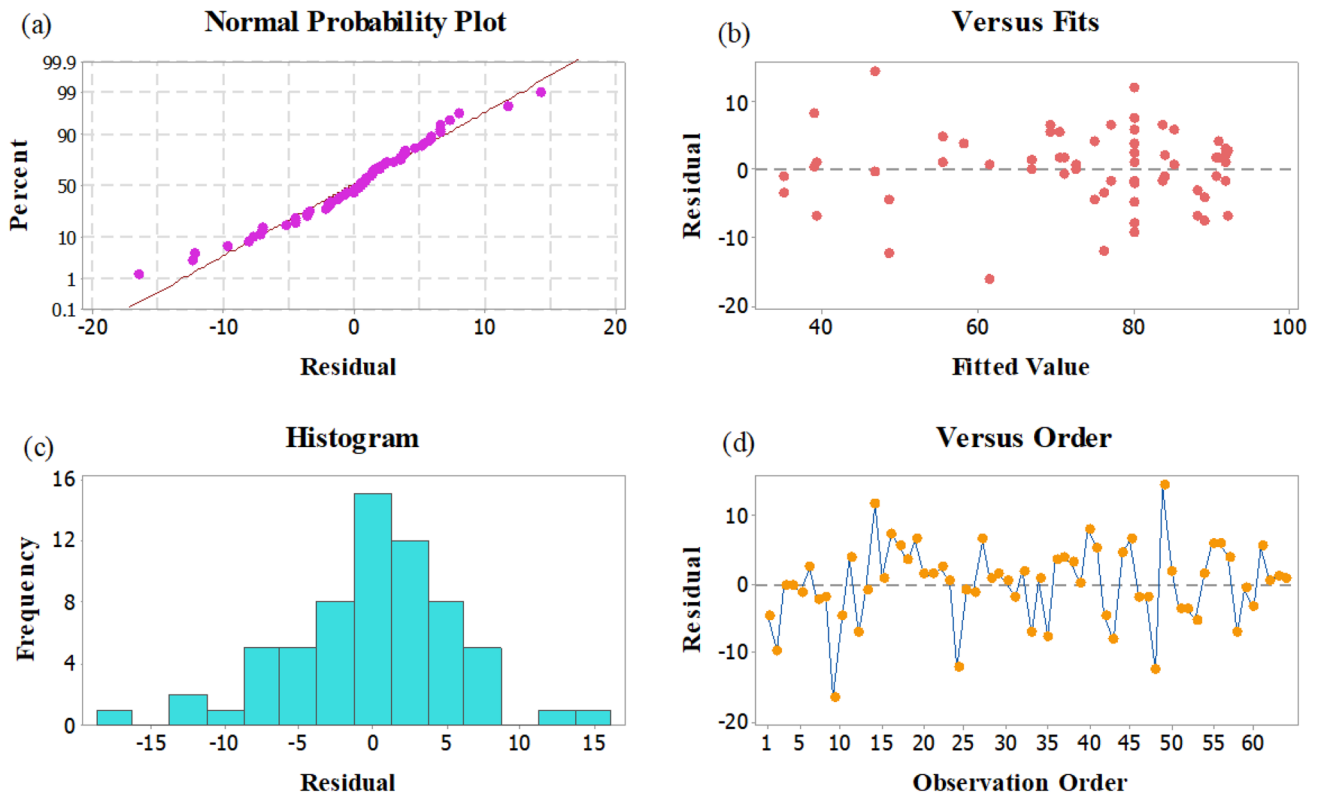 (a)
Normal Probability Plot
99.9
99
90
50
10
1
0.1
Percent
-20 -10 0 10 20
Residual
(b)
Versus Fits
10
0
-10
-20
Residual
40 60 80 100
Fitted Value
(c)
Histogram
16
12
8
4
0
Frequency
-15 -10 -5 0 5 10 15
Residual
(d)
Versus Order
10
0
-10
-20
Residual
1 5 10 15 20 25 30 35 40 45 50 55 60
Observation Order